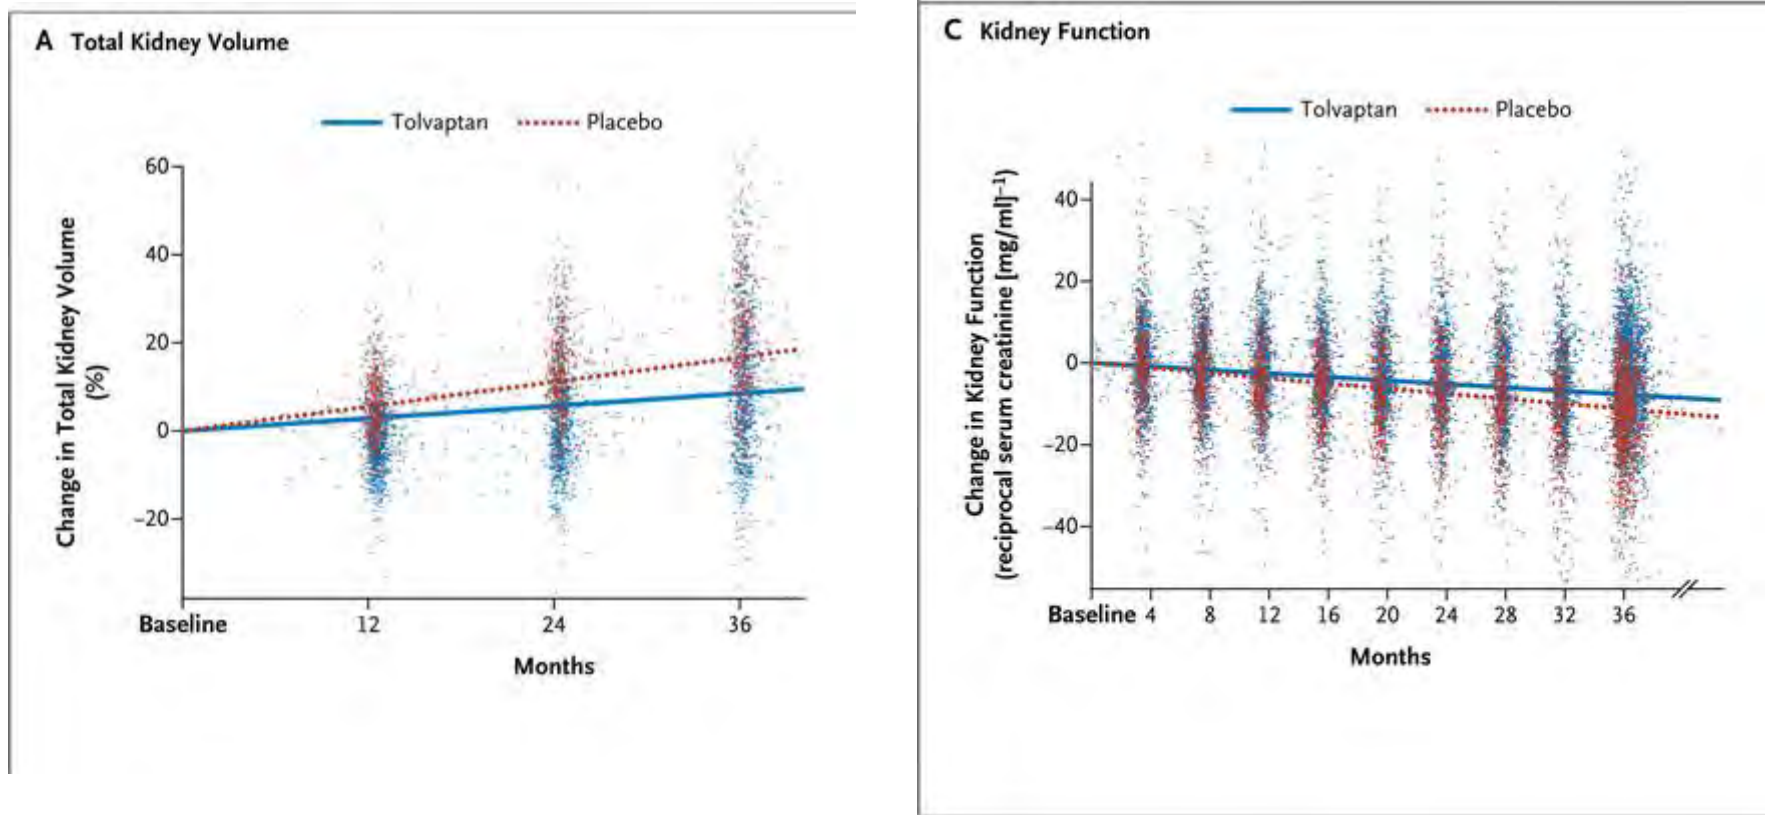 A Total Kidney Volume
Tolvaptan
Placebo
Change in Total Kidney Volume
(%)
60
40
20
0
−20
Baseline 12 24 36
Months
C Kidney Function
Tolvaptan
Placebo
Change in Kidney Function
(reciprocal serum creatinine [mg/ml]⁻¹)
40
20
0
−20
−40
Baseline 4 8 12 16 20 24 28 32 36
Months